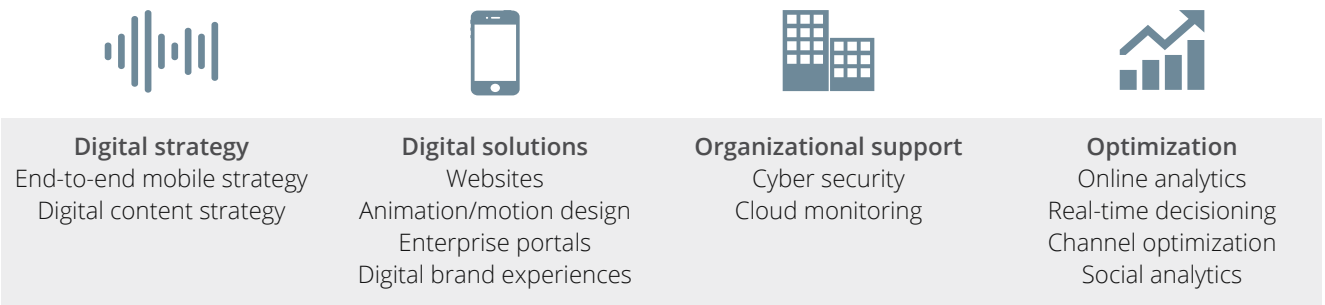 Digital strategy
End-to-end mobile strategy
Digital content strategy
Digital solutions
Websites
Animation/motion design
Enterprise portals
Digital brand experiences
Organizational support
Cyber security
Cloud monitoring
Optimization
Online analytics
Real-time decisioning
Channel optimization
Social analytics